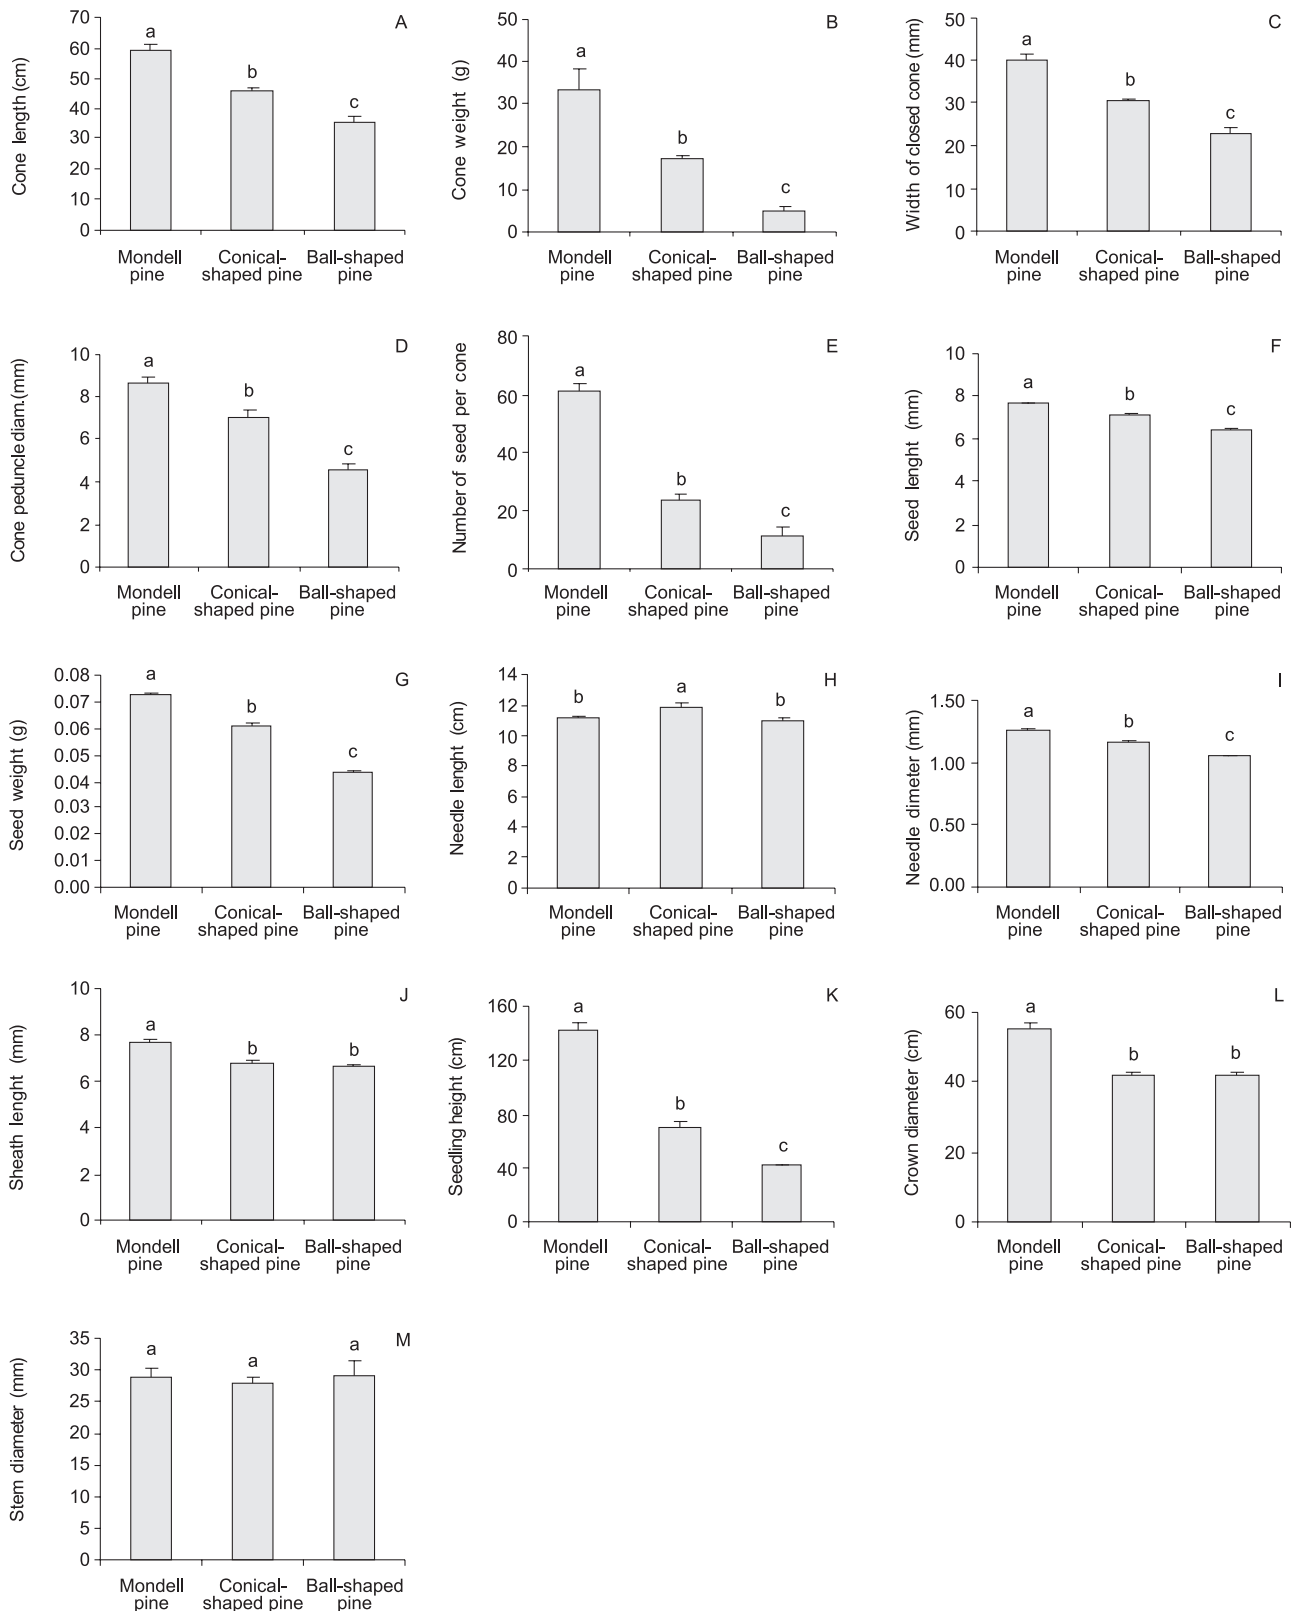 A
Cone length (cm)
70
60
50
40
30
20
10
0
a
b
c
Mondell pine
Conical-shaped pine
Ball-shaped pine
B
Cone weight (g)
50
40
30
20
10
0
a
b
c
Mondell pine
Conical-shaped pine
Ball-shaped pine
C
Width of closed cone (mm)
50
40
30
20
10
0
a
b
c
Mondell pine
Conical-shaped pine
Ball-shaped pine
D
Cone peduncle diam.(mm)
10
8
6
4
2
0
a
b
c
Mondell pine
Conical-shaped pine
Ball-shaped pine
E
Number of seed per cone
80
60
40
20
0
a
b
c
Mondell pine
Conical-shaped pine
Ball-shaped pine
F
Seed lenght (mm)
10
8
6
4
2
0
a
b
c
Mondell pine
Conical-shaped pine
Ball-shaped pine
G
Seed weight (g)
0.08
0.07
0.06
0.05
0.04
0.03
0.02
0.01
0.00
a
b
c
Mondell pine
Conical-shaped pine
Ball-shaped pine
H
Needle lenght (cm)
14
12
10
8
6
4
2
0
b
a
b
Mondell pine
Conical-shaped pine
Ball-shaped pine
I
Needle dimeter (mm)
1.50
1.00
0.50
0.00
a
b
c
Mondell pine
Conical-shaped pine
Ball-shaped pine
J
Sheath lenght (mm)
10
8
6
4
2
0
a
b
b
Mondell pine
Conical-shaped pine
Ball-shaped pine
K
Seedling height (cm)
160
120
80
40
0
a
b
c
Mondell pine
Conical-shaped pine
Ball-shaped pine
L
Crown diameter (cm)
60
40
20
0
a
b
b
Mondell pine
Conical-shaped pine
Ball-shaped pine
M
Stem diameter (mm)
35
30
25
20
15
10
5
0
a
a
a
Mondell pine
Conical-shaped pine
Ball-shaped pine